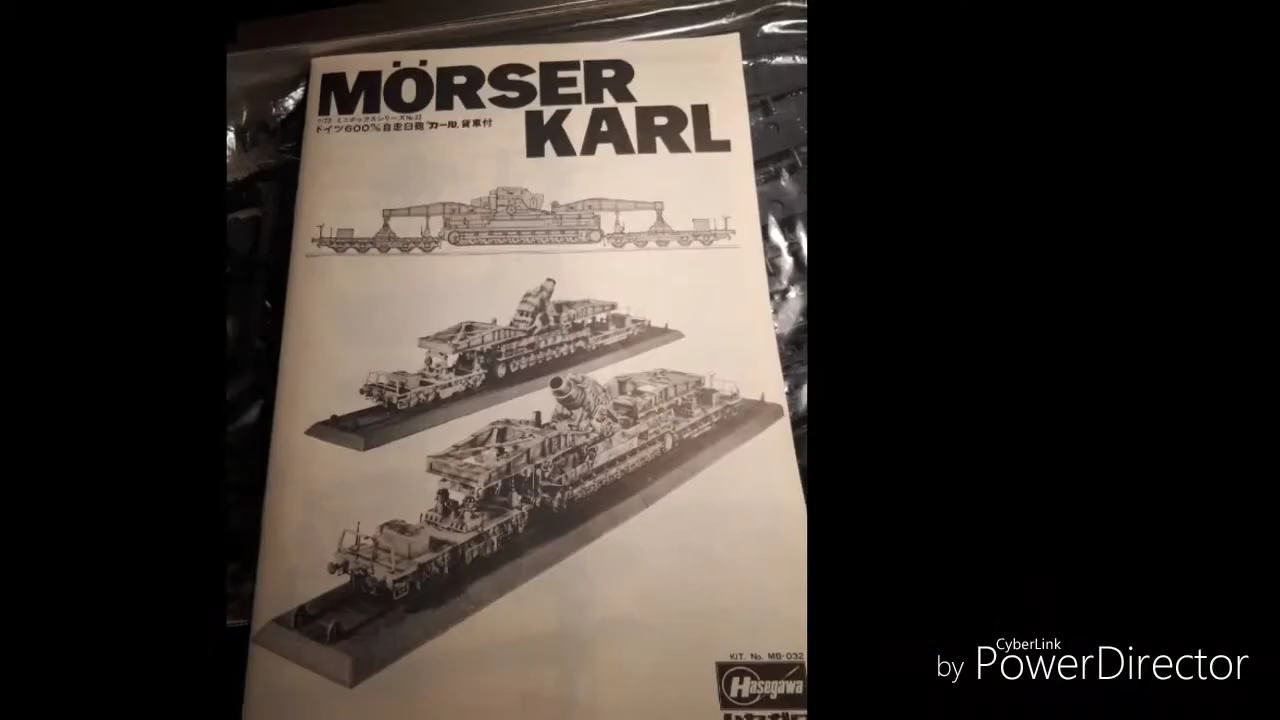 MÖRSER
KARL
1/72 ミニボックスシリーズNo.32
ドイツ600%自走臼砲 "カール" 貨車付
KIT. No. MB-032
Hasegawa
CyberLink
by PowerDirector